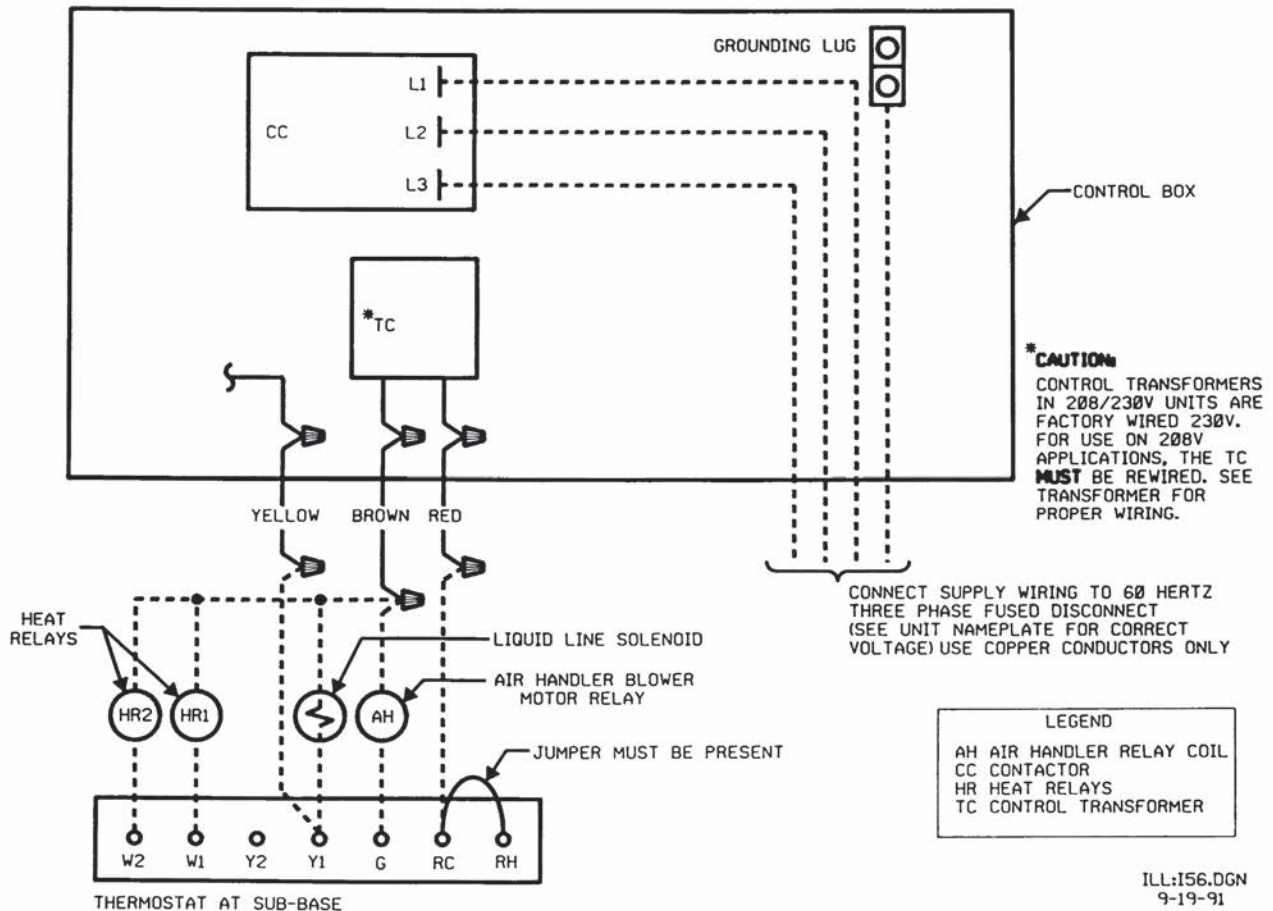 GROUNDING LUG
L1
CC
L2
L3
CONTROL BOX
*TC
*CAUTION:
CONTROL TRANSFORMERS
IN 208/230V UNITS ARE
FACTORY WIRED 230V.
FOR USE ON 208V
APPLICATIONS, THE TC
MUST BE REWIRED. SEE
TRANSFORMER FOR
PROPER WIRING.
YELLOW
BROWN
RED
CONNECT SUPPLY WIRING TO 60 HERTZ
THREE PHASE FUSED DISCONNECT
(SEE UNIT NAMEPLATE FOR CORRECT
VOLTAGE) USE COPPER CONDUCTORS ONLY
HEAT
RELAYS
LIQUID LINE SOLENOID
AIR HANDLER BLOWER
MOTOR RELAY
HR2
HR1
AH
JUMPER MUST BE PRESENT
LEGEND
AH AIR HANDLER RELAY COIL
CC CONTACTOR
HR HEAT RELAYS
TC CONTROL TRANSFORMER
W2
W1
Y2
Y1
G
RC
RH
THERMOSTAT AT SUB-BASE
ILL:I56.DGN
9-19-91